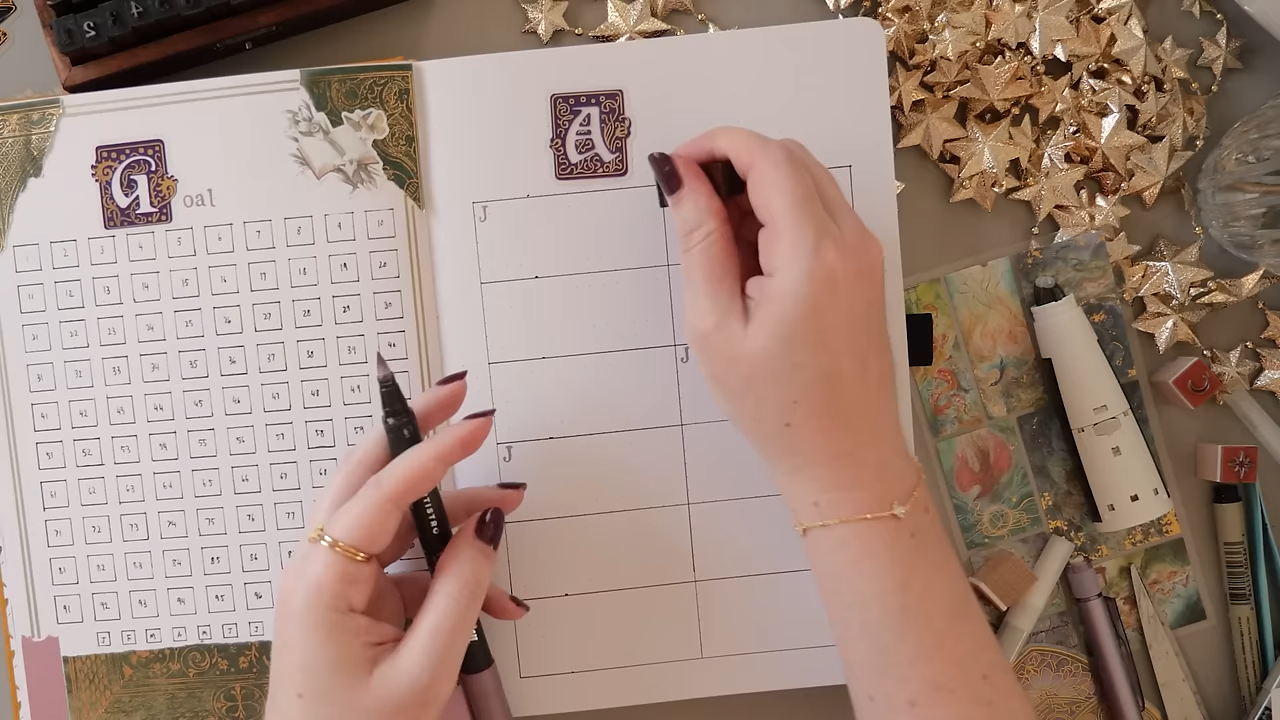 G oal
1 2 3 4 5 6 7 8 9 10
11 12 13 14 15 16 17 18 19 20
21 22 23 24 25 26 27 28 29 30
31 32 33 34 35 36 37 38 39 40
41 42 43 44 45 46 47 48 49
51 52 53 54 55 56 57 58 59
61 62 63 64 65 66 67 68
71 72 73 74 75 76 77
81 82 83 84 85 86
91 92 93 94 95 96
J F M A M J J
A
J
J
J